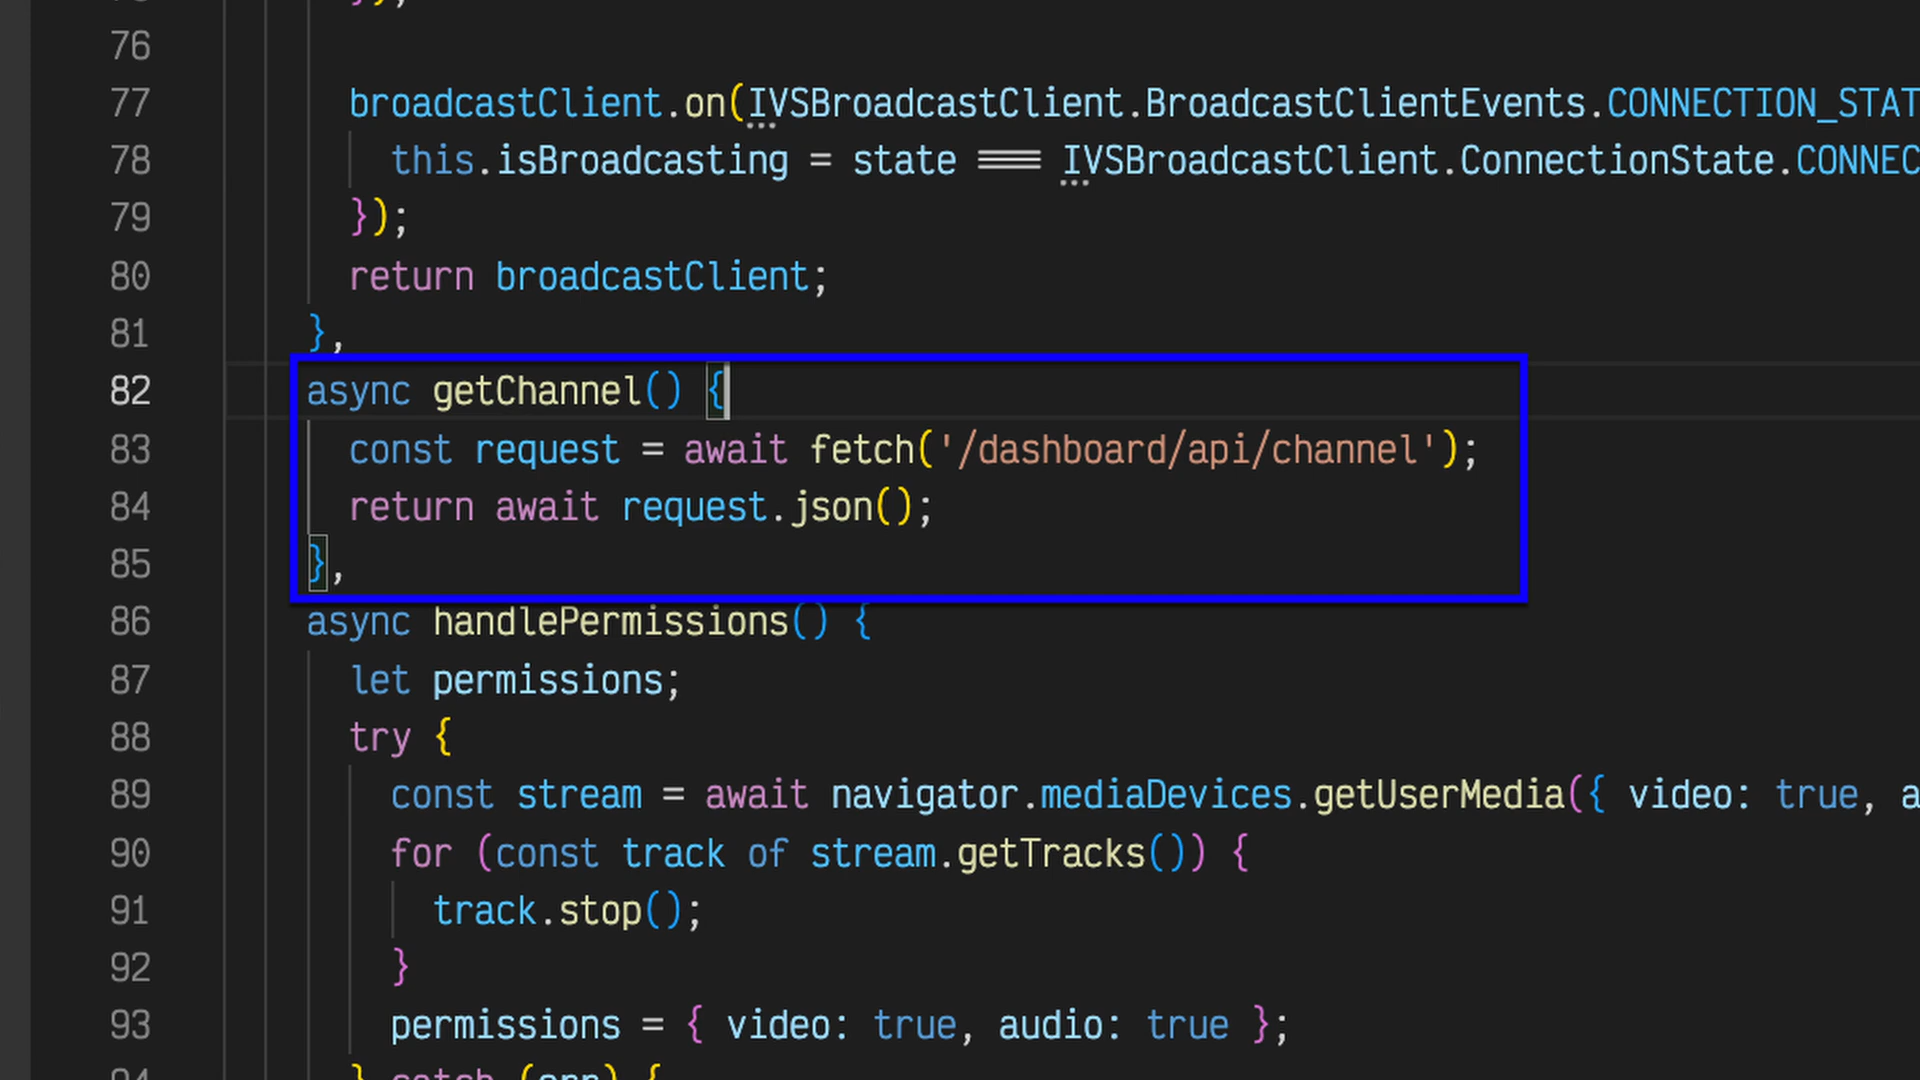 76
77 broadcastClient.on(IVSBroadcastClient.BroadcastClientEvents.CONNECTION_STAT
78 this.isBroadcasting = state === IVSBroadcastClient.ConnectionState.CONNEC
79 });
80 return broadcastClient;
81 },
82 async getChannel() {
83 const request = await fetch('/dashboard/api/channel');
84 return await request.json();
85 },
86 async handlePermissions() {
87 let permissions;
88 try {
89 const stream = await navigator.mediaDevices.getUserMedia({ video: true, a
90 for (const track of stream.getTracks()) {
91 track.stop();
92 }
93 permissions = { video: true, audio: true };
94 } catch (err) {